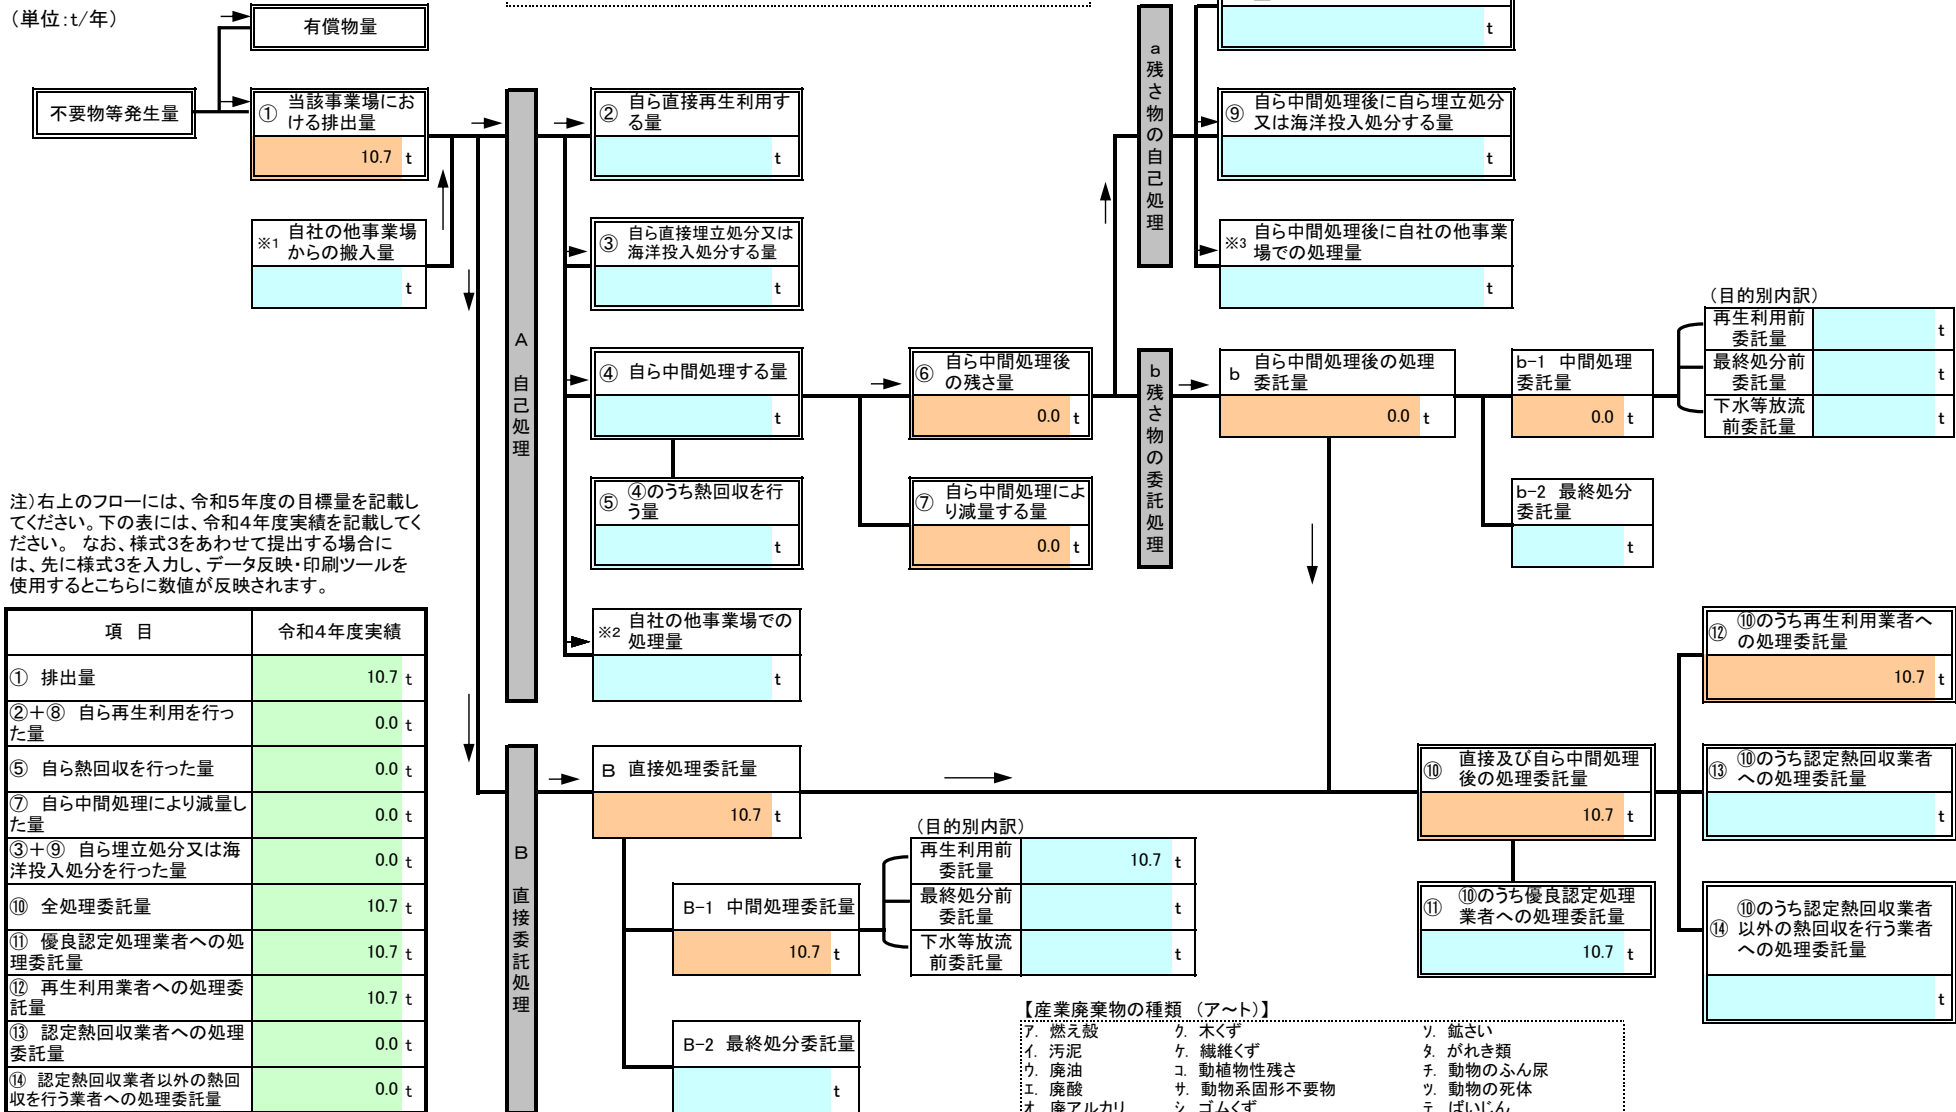 （単位：t/年）
有償物量
不要物等発生量
① 当該事業場にお
ける排出量
10.7 t
※1 自社の他事業場
からの搬入量
t
A 自己処理
② 自ら直接再生利用す
る量
t
③ 自ら直接埋立処分又は
海洋投入処分する量
t
④ 自ら中間処理する量
t
⑤ ④のうち熱回収を行
う量
t
※2 自社の他事業場での
処理量
t
⑥ 自ら中間処理後
の残さ量
0.0 t
⑦ 自ら中間処理によ
り減量する量
0.0 t
a 残さ物の自己処理
t
⑨ 自ら中間処理後に自ら埋立処分
又は海洋投入処分する量
t
※3 自ら中間処理後に自社の他事業
場での処理量
t
b 残さ物の委託処理
b 自ら中間処理後の処理
委託量
0.0 t
b-1 中間処理
委託量
0.0 t
b-2 最終処分
委託量
t
（目的別内訳）
再生利用前
委託量
t
最終処分前
委託量
t
下水等放流
前委託量
t
注）右上のフローには、令和５年度の目標量を記載し
てください。下の表には、令和４年度実績を記載してく
ださい。 なお、様式３をあわせて提出する場合に
は、先に様式３を入力し、データ反映・印刷ツールを
使用するとこちらに数値が反映されます。
項 目 令和４年度実績
① 排出量 10.7 t
②＋⑧ 自ら再生利用を行っ
た量 0.0 t
⑤ 自ら熱回収を行った量 0.0 t
⑦ 自ら中間処理により減量し
た量 0.0 t
③＋⑨ 自ら埋立処分又は海
洋投入処分を行った量 0.0 t
⑩ 全処理委託量 10.7 t
⑪ 優良認定処理業者への処
理委託量 10.7 t
⑫ 再生利用業者への処理委
託量 10.7 t
⑬ 認定熱回収業者への処理
委託量 0.0 t
⑭ 認定熱回収業者以外の熱回
収を行う業者への処理委託量 0.0 t
B 直接委託処理
B 直接処理委託量
10.7 t
B-1 中間処理委託量
10.7 t
B-2 最終処分委託量
t
（目的別内訳）
再生利用前
委託量
10.7 t
最終処分前
委託量
t
下水等放流
前委託量
t
⑩ 直接及び自ら中間処理
後の処理委託量
10.7 t
⑪ ⑩のうち優良認定処理
業者への処理委託量
10.7 t
⑫ ⑩のうち再生利用業者へ
の処理委託量
10.7 t
⑬ ⑩のうち認定熱回収業者
への処理委託量
t
⑭ ⑩のうち認定熱回収業者
以外の熱回収を行う業者
への処理委託量
t
【産業廃棄物の種類 （ア～ト）】
ア. 燃え殻 ク. 木くず ソ. 鉱さい
イ. 汚泥 ケ. 繊維くず タ. がれき類
ウ. 廃油 コ. 動植物性残さ チ. 動物のふん尿
エ. 廃酸 サ. 動物系固形不要物 ツ. 動物の死体
オ. 廃アルカリ シ. ゴムくず テ. ばいじん